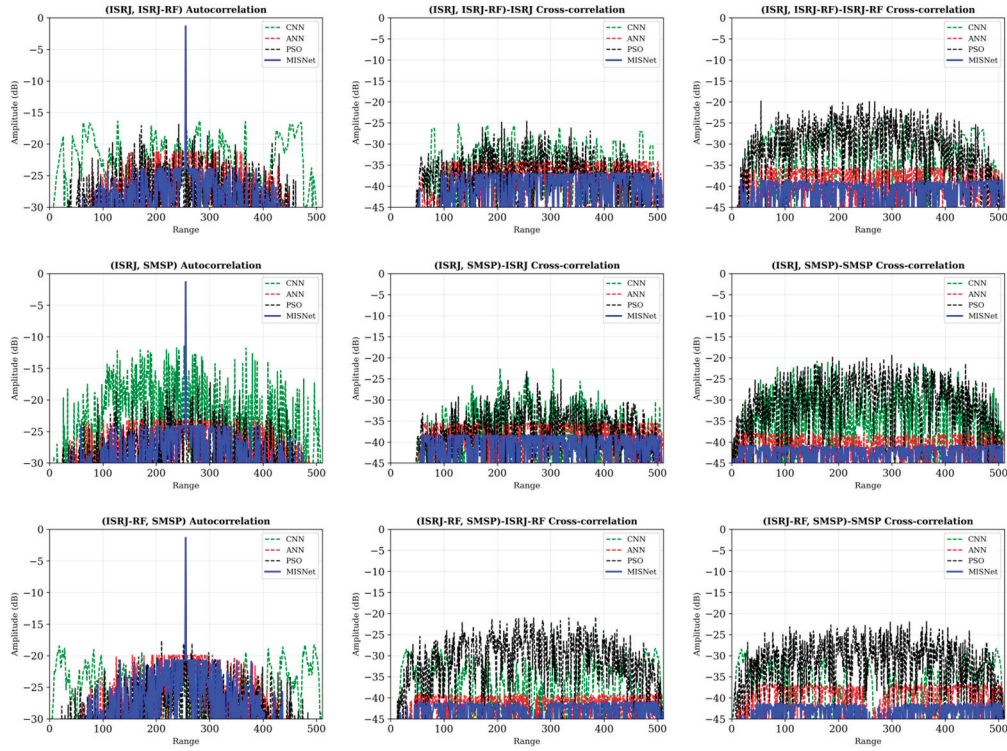 (ISRJ, ISRJ-RF) Autocorrelation
0
−5
−10
−15
−20
−25
−30
Amplitude (dB)
0 100 200 300 400 500
Range
CNN
ANN
PSO
MISNet
(ISRJ, ISRJ-RF)-ISRJ Cross-correlation
0
−5
−10
−15
−20
−25
−30
−35
−40
−45
Amplitude (dB)
0 100 200 300 400 500
Range
CNN
ANN
PSO
MISNet
(ISRJ, ISRJ-RF)-ISRJ-RF Cross-correlation
0
−5
−10
−15
−20
−25
−30
−35
−40
−45
Amplitude (dB)
0 100 200 300 400 500
Range
CNN
ANN
PSO
MISNet
(ISRJ, SMSP) Autocorrelation
0
−5
−10
−15
−20
−25
−30
Amplitude (dB)
0 100 200 300 400 500
Range
CNN
ANN
PSO
MISNet
(ISRJ, SMSP)-ISRJ Cross-correlation
0
−5
−10
−15
−20
−25
−30
−35
−40
−45
Amplitude (dB)
0 100 200 300 400 500
Range
CNN
ANN
PSO
MISNet
(ISRJ, SMSP)-SMSP Cross-correlation
0
−5
−10
−15
−20
−25
−30
−35
−40
−45
Amplitude (dB)
0 100 200 300 400 500
Range
CNN
ANN
PSO
MISNet
(ISRJ-RF, SMSP) Autocorrelation
0
−5
−10
−15
−20
−25
−30
Amplitude (dB)
0 100 200 300 400 500
Range
CNN
ANN
PSO
MISNet
(ISRJ-RF, SMSP)-ISRJ-RF Cross-correlation
0
−5
−10
−15
−20
−25
−30
−35
−40
−45
Amplitude (dB)
0 100 200 300 400 500
Range
CNN
ANN
PSO
MISNet
(ISRJ-RF, SMSP)-SMSP Cross-correlation
0
−5
−10
−15
−20
−25
−30
−35
−40
−45
Amplitude (dB)
0 100 200 300 400 500
Range
CNN
ANN
PSO
MISNet